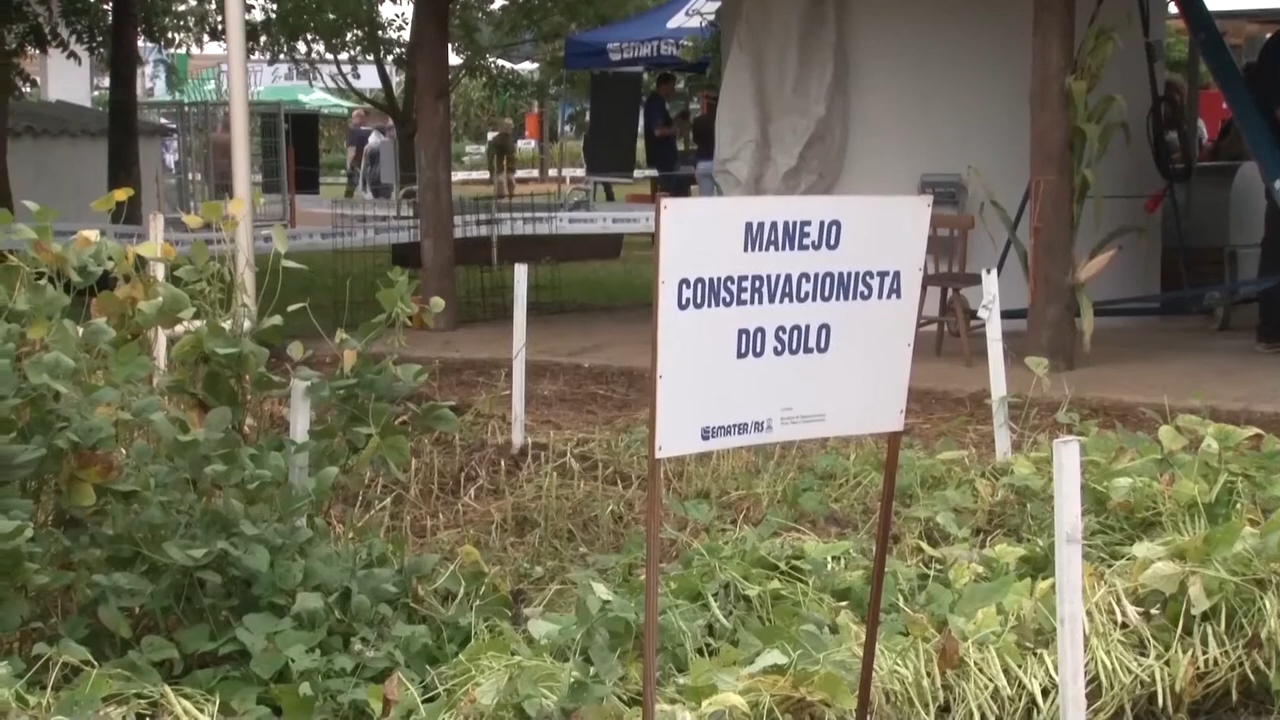 EMATER
MANEJO
CONSERVACIONISTA
DO SOLO
EMATER/RS